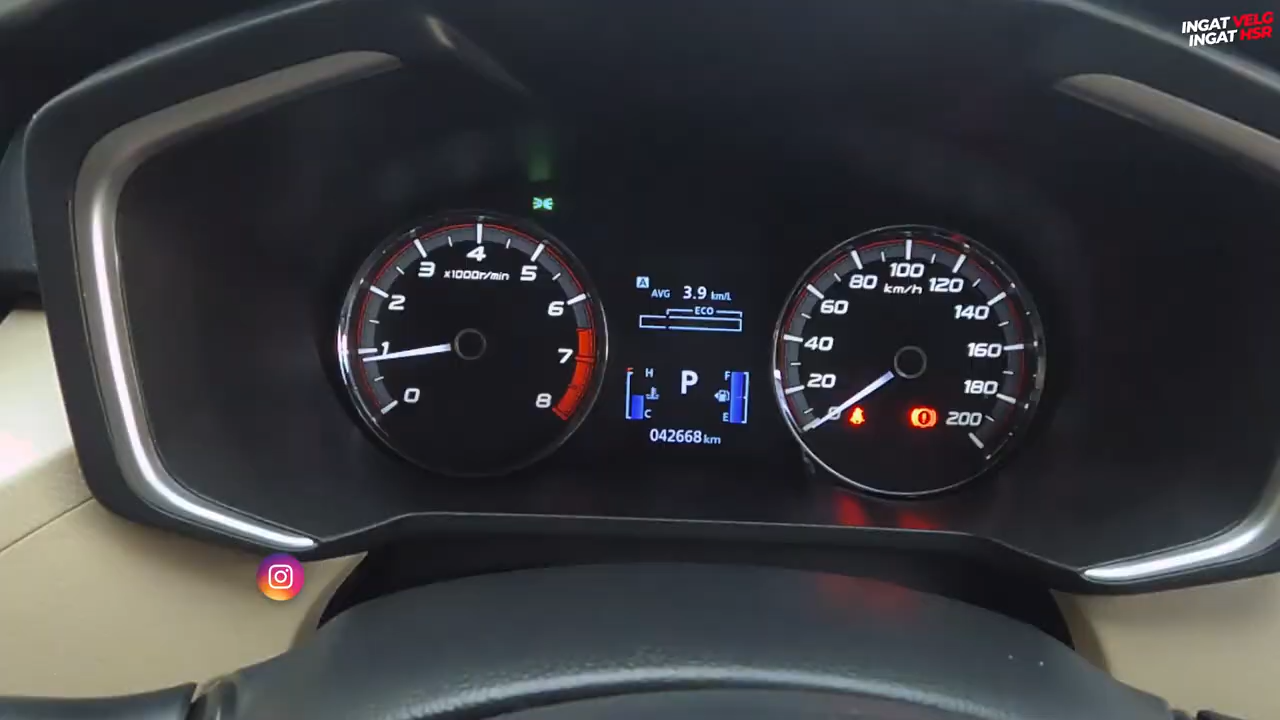 INGAT VELG
INGAT HSR
0
1
2
3
4
5
6
7
8
x1000r/min
A
AVG 3.9 km/L
ECO
H
C
P
F
E
042668 km
0
20
40
60
80
100
120
140
160
180
200
km/h